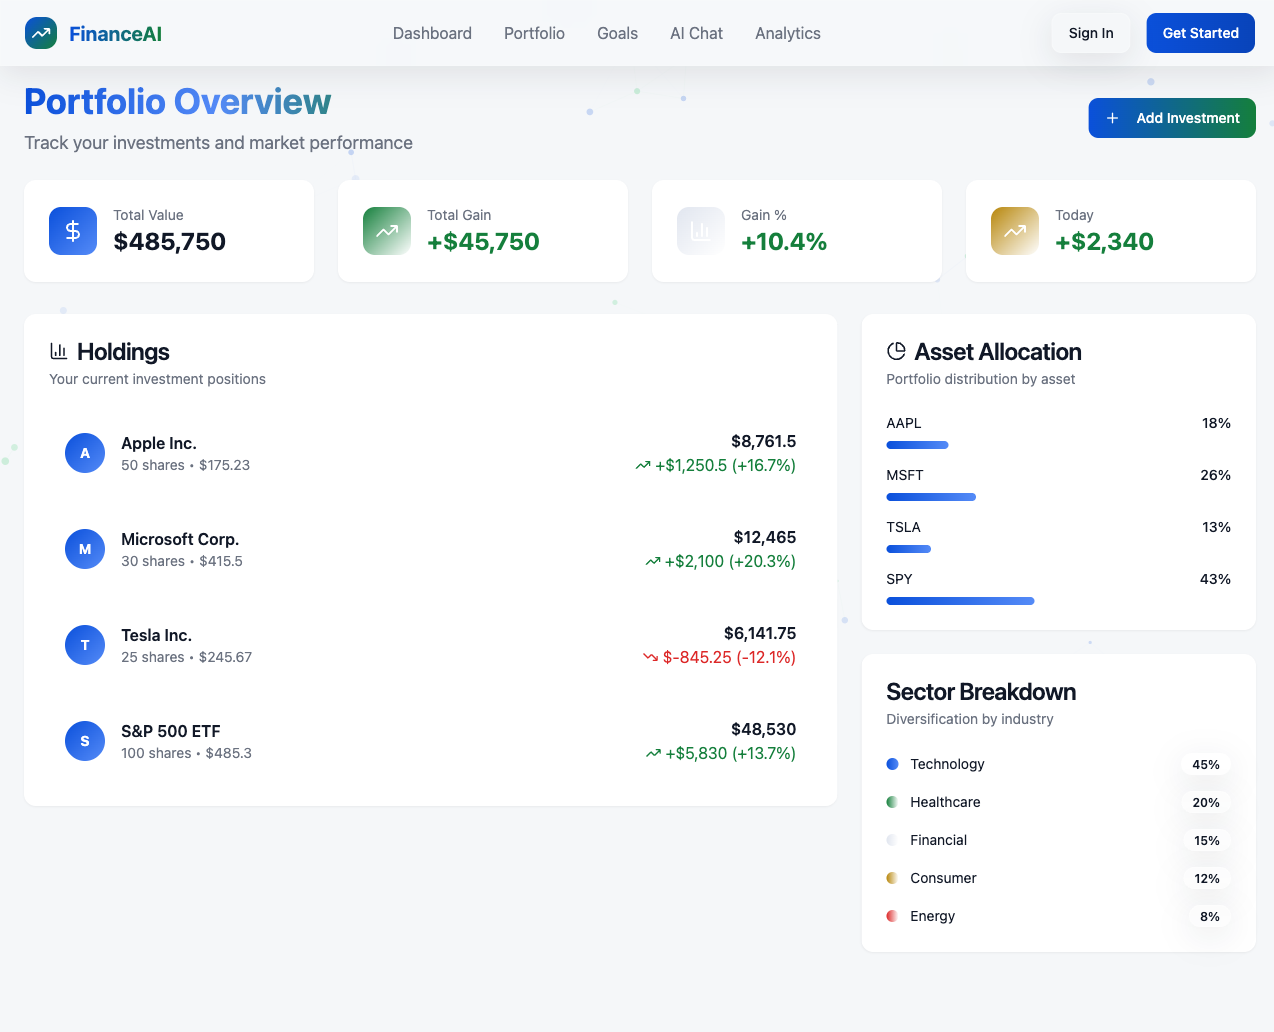 FinanceAI
Dashboard
Portfolio
Goals
AI Chat
Analytics
Sign In
Get Started
Portfolio Overview
Track your investments and market performance
Add Investment
Total Value
$485,750
Total Gain
+$45,750
Gain %
+10.4%
Today
+$2,340
Holdings
Your current investment positions
A
Apple Inc.
50 shares • $175.23
$8,761.5
+$1,250.5 (+16.7%)
M
Microsoft Corp.
30 shares • $415.5
$12,465
+$2,100 (+20.3%)
T
Tesla Inc.
25 shares • $245.67
$6,141.75
$-845.25 (-12.1%)
S
S&P 500 ETF
100 shares • $485.3
$48,530
+$5,830 (+13.7%)
Asset Allocation
Portfolio distribution by asset
AAPL 18%
MSFT 26%
TSLA 13%
SPY 43%
Sector Breakdown
Diversification by industry
Technology 45%
Healthcare 20%
Financial 15%
Consumer 12%
Energy 8%